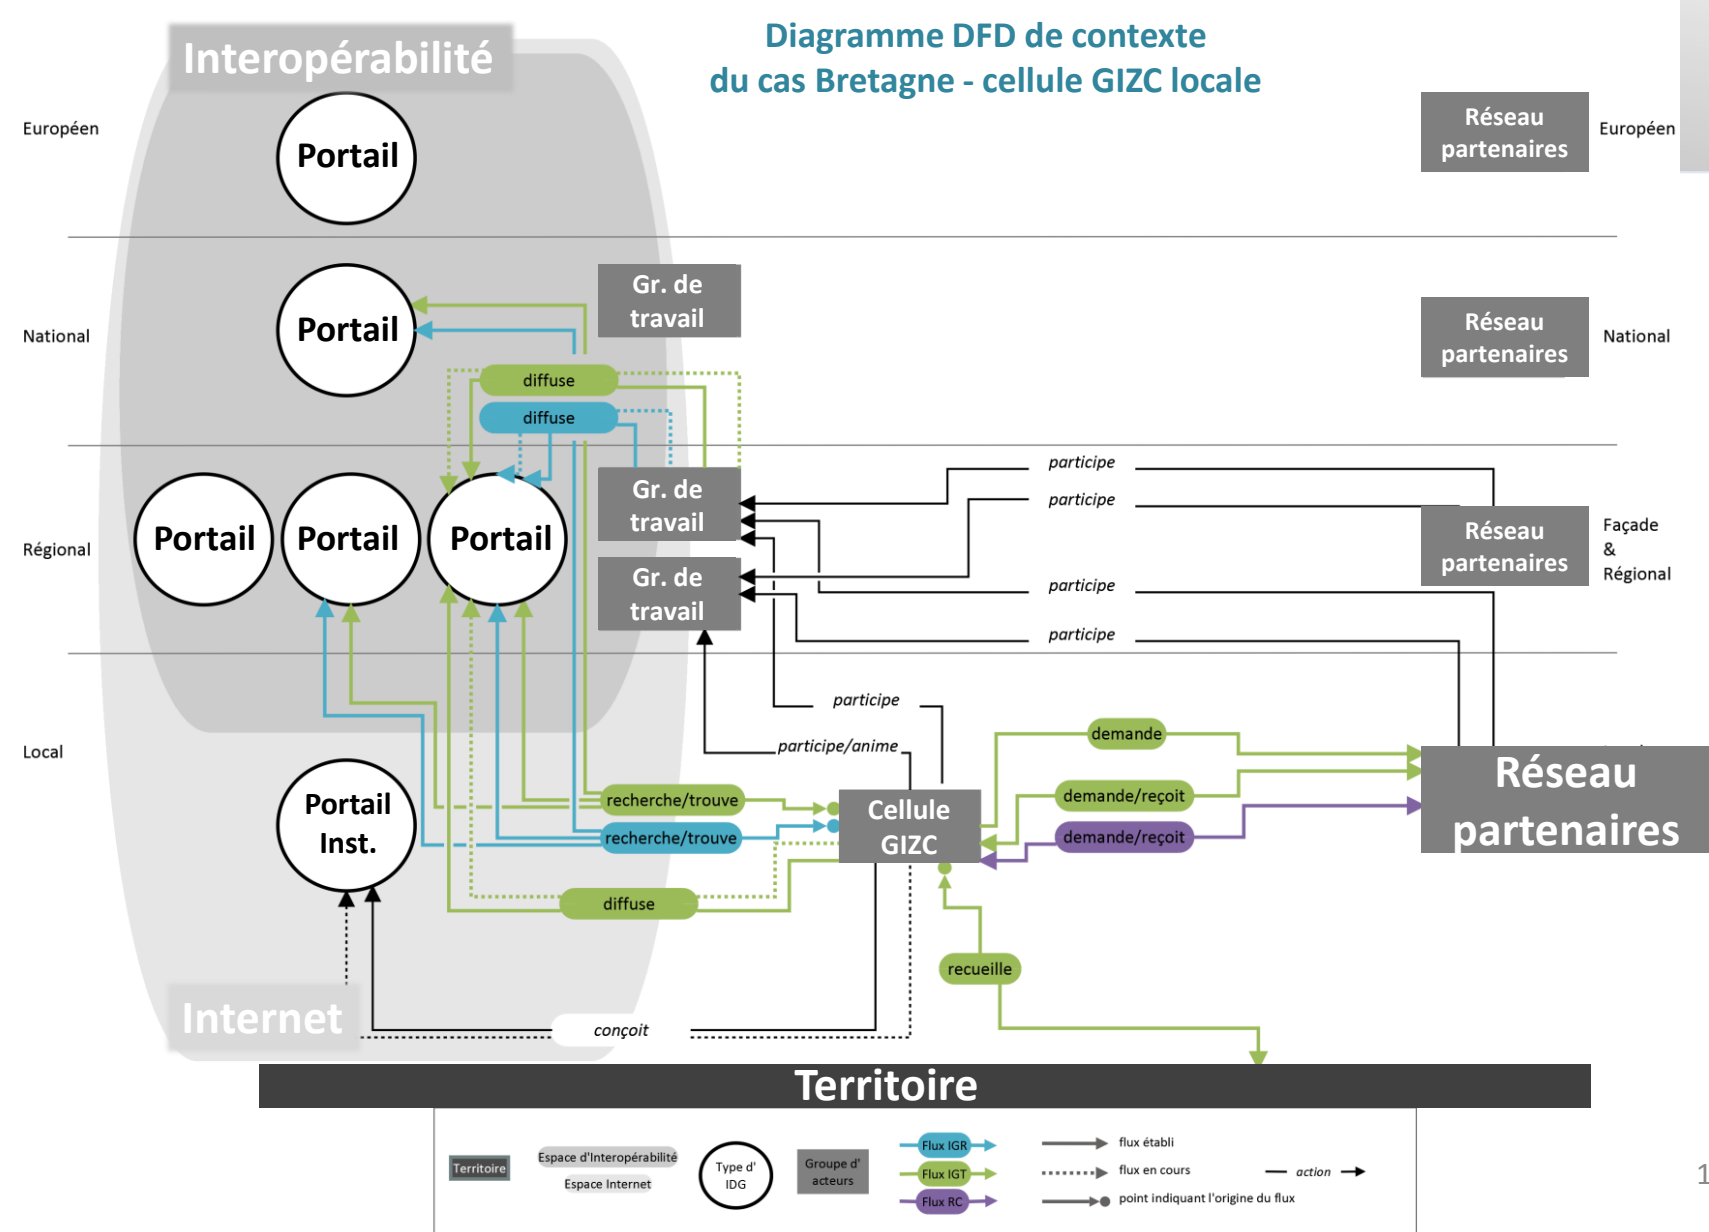 Interopérabilité
Diagramme DFD de contexte
du cas Bretagne - cellule GIZC locale
Européen
Portail
Réseau
partenaires
Européen
National
Portail
Gr. de
travail
Réseau
partenaires
National
diffuse
diffuse
Régional
Portail
Portail
Portail
Gr. de
travail
Gr. de
travail
participe
participe
participe
participe
Réseau
partenaires
Façade
&
Régional
Local
participe
participe/anime
Portail
Inst.
recherche/trouve
recherche/trouve
diffuse
Cellule
GIZC
demande
demande/reçoit
demande/reçoit
Réseau
partenaires
recueille
Internet
conçoit
Territoire
Territoire
Espace d'Interopérabilité
Espace Internet
Type d'
IDG
Groupe d'
acteurs
Flux IGR
Flux IGT
Flux RC
flux établi
flux en cours
point indiquant l'origine du flux
action
1